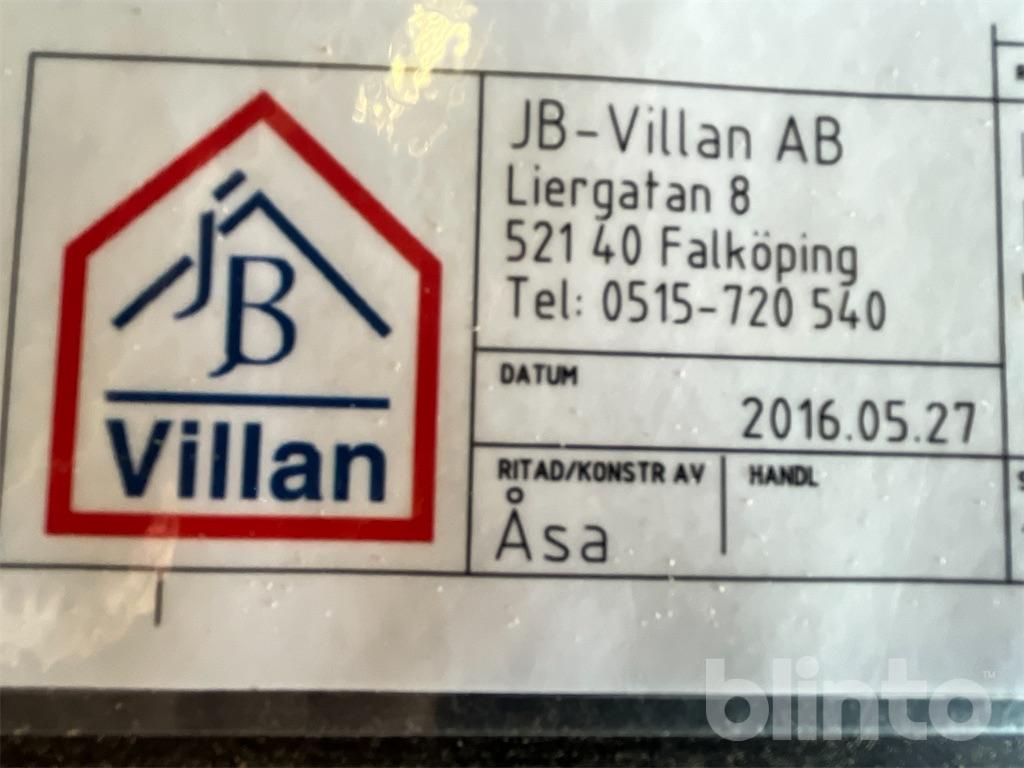 JB
Villan
JB-Villan AB
Liergatan 8
521 40 Falköping
Tel: 0515-720 540
DATUM
2016.05.27
RITAD/KONSTR AV
HANDL
Åsa
blinto™